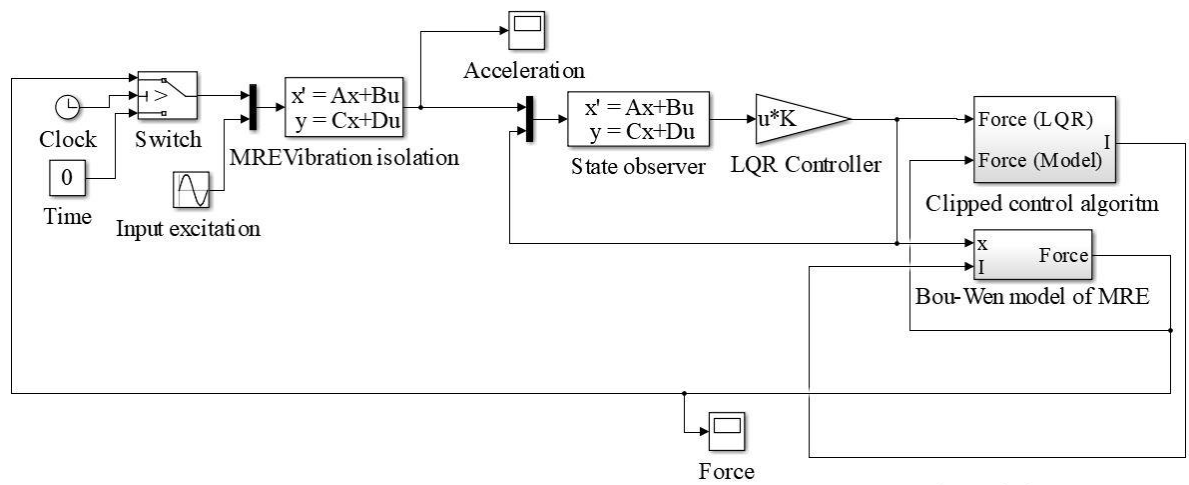 Acceleration
Clock
>
Switch
0
Time
Input excitation
x' = Ax+Bu
y = Cx+Du
MREVibration isolation
x' = Ax+Bu
y = Cx+Du
State observer
u*K
LQR Controller
Force (LQR)
I
Force (Model)
Clipped control algoritm
x
Force
I
Bou-Wen model of MRE
Force